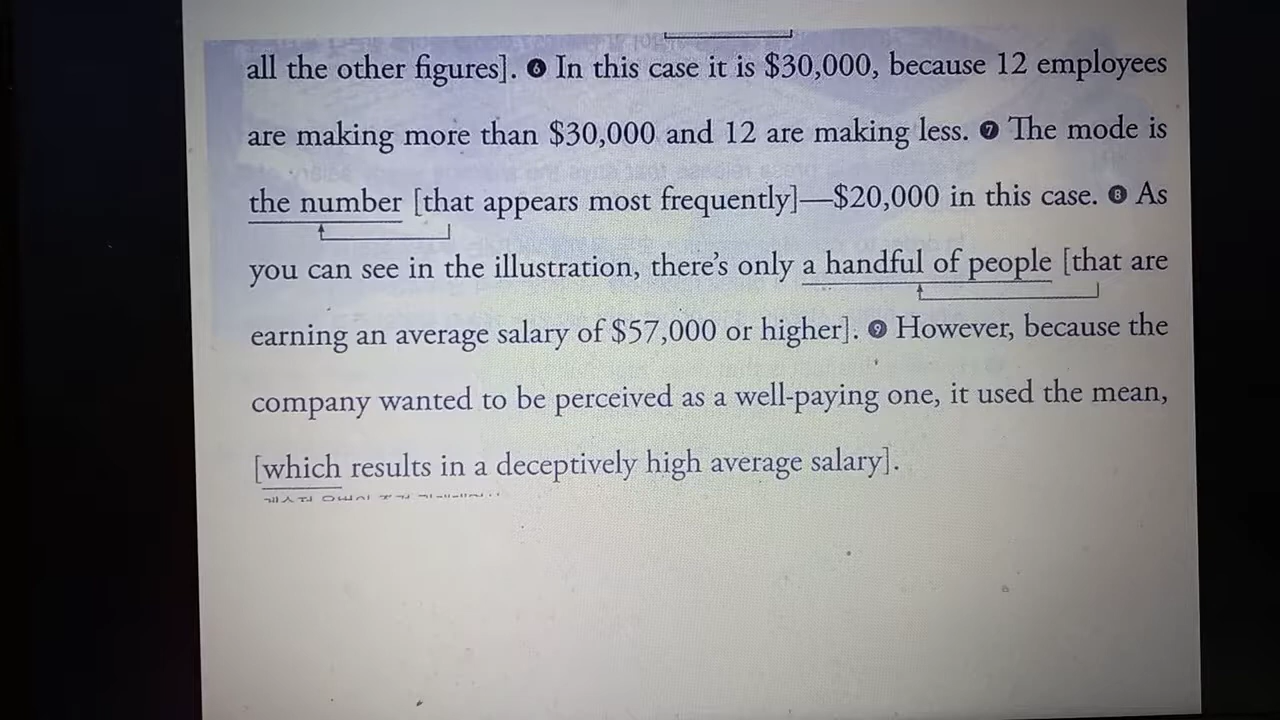 all the other figures]. ❻ In this case it is $30,000, because 12 employees
are making more than $30,000 and 12 are making less. ❼ The mode is
the number [that appears most frequently]—$20,000 in this case. ❽ As
you can see in the illustration, there's only a handful of people [that are
earning an average salary of $57,000 or higher]. ❾ However, because the
company wanted to be perceived as a well-paying one, it used the mean,
[which results in a deceptively high average salary].